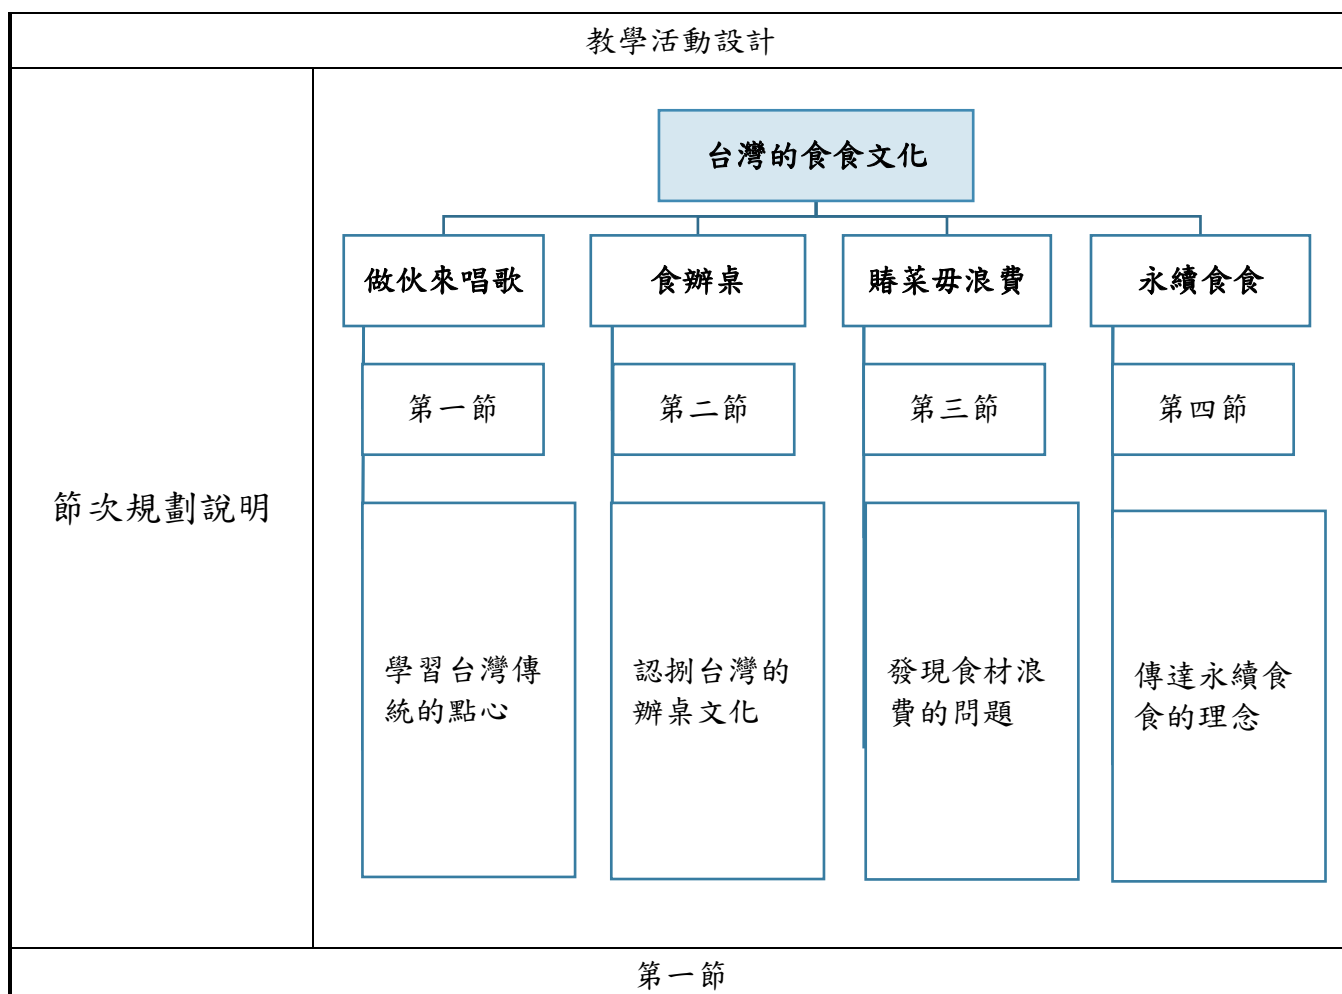 教學活動設計
節次規劃說明
台灣的食食文化
做伙來唱歌
食辦桌
賰菜毋浪費
永續食食
第一節
第二節
第三節
第四節
學習台灣傳
統的點心
認捌台灣的
辦桌文化
發現食材浪
費的問題
傳達永續食
食的理念
第一節